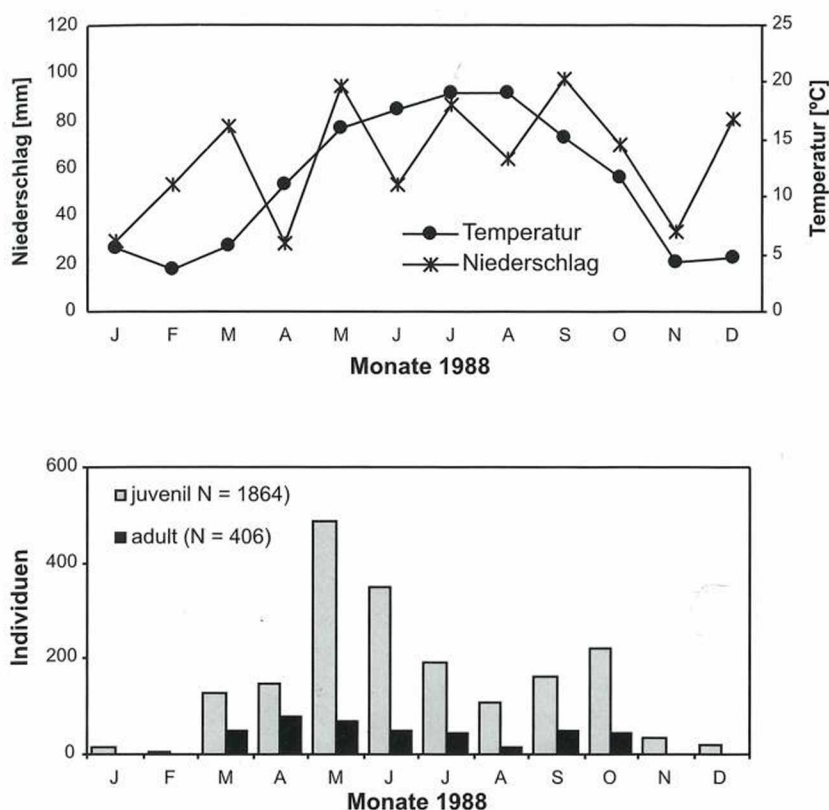 Niederschlag [mm]
120
100
80
60
40
20
0
Temperatur [°C]
25
20
15
10
5
0
Temperatur
Niederschlag
J F M A M J J A S O N D
Monate 1988
Individuen
600
400
200
0
juvenil N = 1864)
adult (N = 406)
J F M A M J J A S O N D
Monate 1988